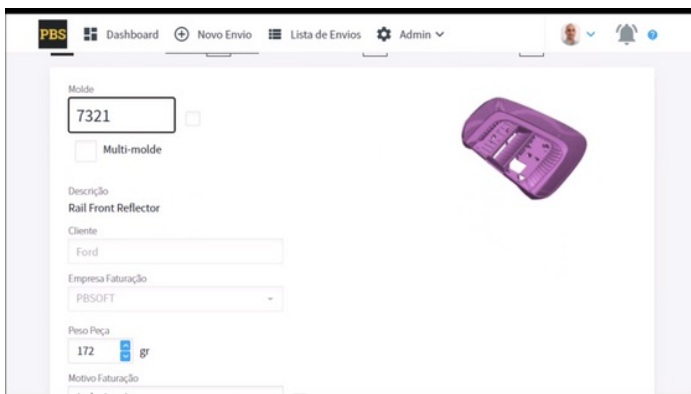 PBS Dashboard Novo Envio Lista de Envios Admin
Molde
7321
Multi-molde
Descrição
Rail Front Reflector
Cliente
Ford
Empresa Faturação
PBSOFT
Peso Peça
172 gr
Motivo Faturação